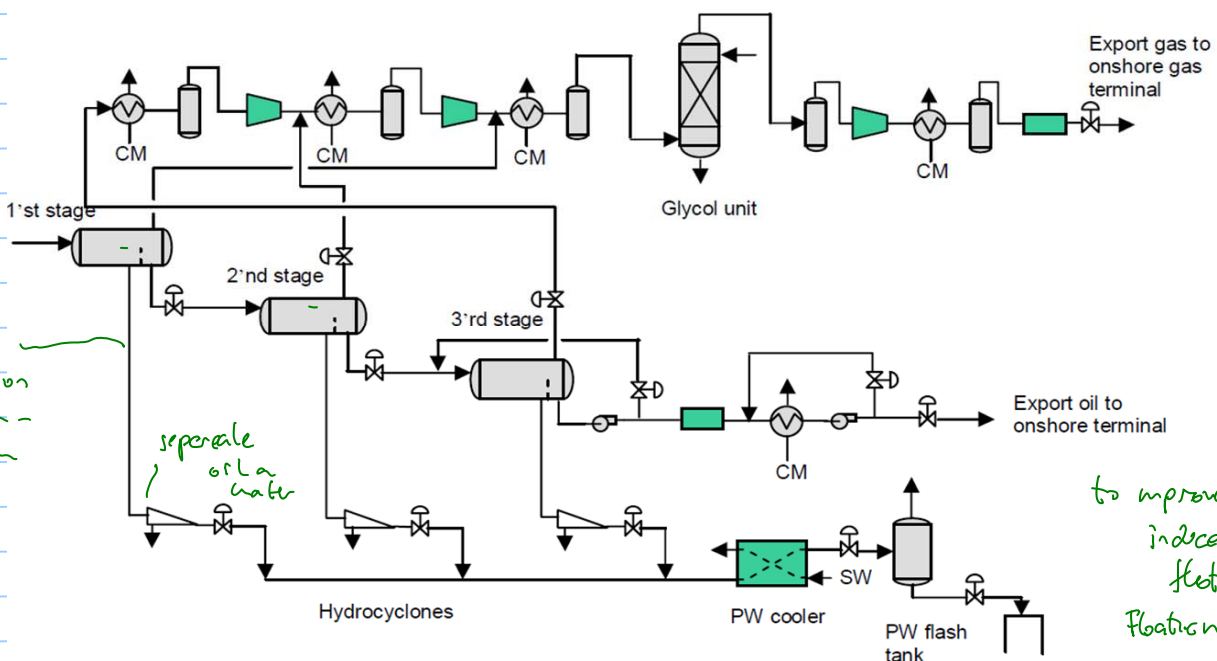 Export gas to
onshore gas
terminal
CM
CM
CM
CM
Glycol unit
1’st stage
2’nd stage
3’rd stage
Export oil to
onshore terminal
CM
on
seperate
oil a
water
to improv
induce
Hydrocyclones
SW
PW cooler
PW flash
tank